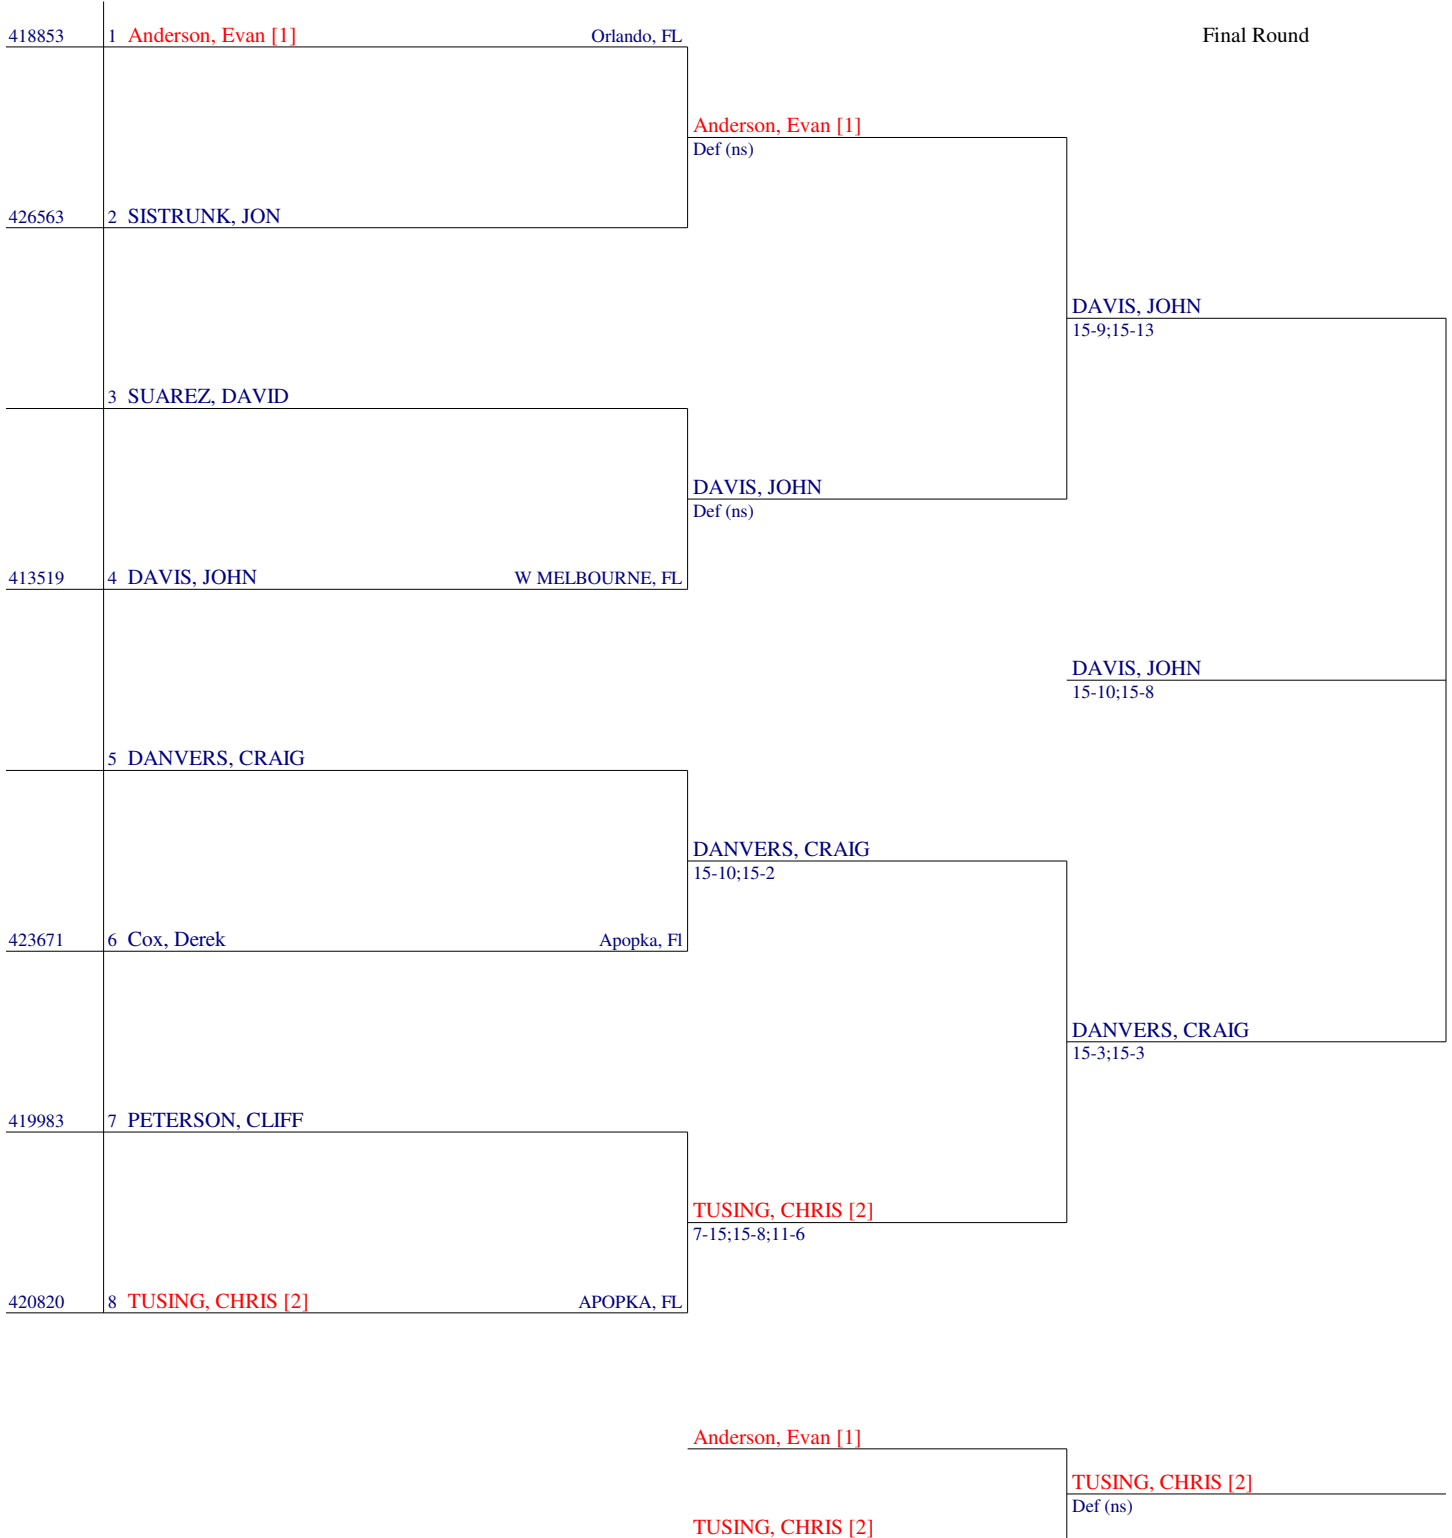 418853 1 Anderson, Evan [1] Orlando, FL Final Round
Anderson, Evan [1]
Def (ns)
426563 2 SISTRUNK, JON
DAVIS, JOHN
15-9;15-13
3 SUAREZ, DAVID
DAVIS, JOHN
Def (ns)
413519 4 DAVIS, JOHN W MELBOURNE, FL
DAVIS, JOHN
15-10;15-8
5 DANVERS, CRAIG
DANVERS, CRAIG
15-10;15-2
423671 6 Cox, Derek Apopka, Fl
DANVERS, CRAIG
15-3;15-3
419983 7 PETERSON, CLIFF
TUSING, CHRIS [2]
7-15;15-8;11-6
420820 8 TUSING, CHRIS [2] APOPKA, FL
Anderson, Evan [1]
TUSING, CHRIS [2]
Def (ns)
TUSING, CHRIS [2]